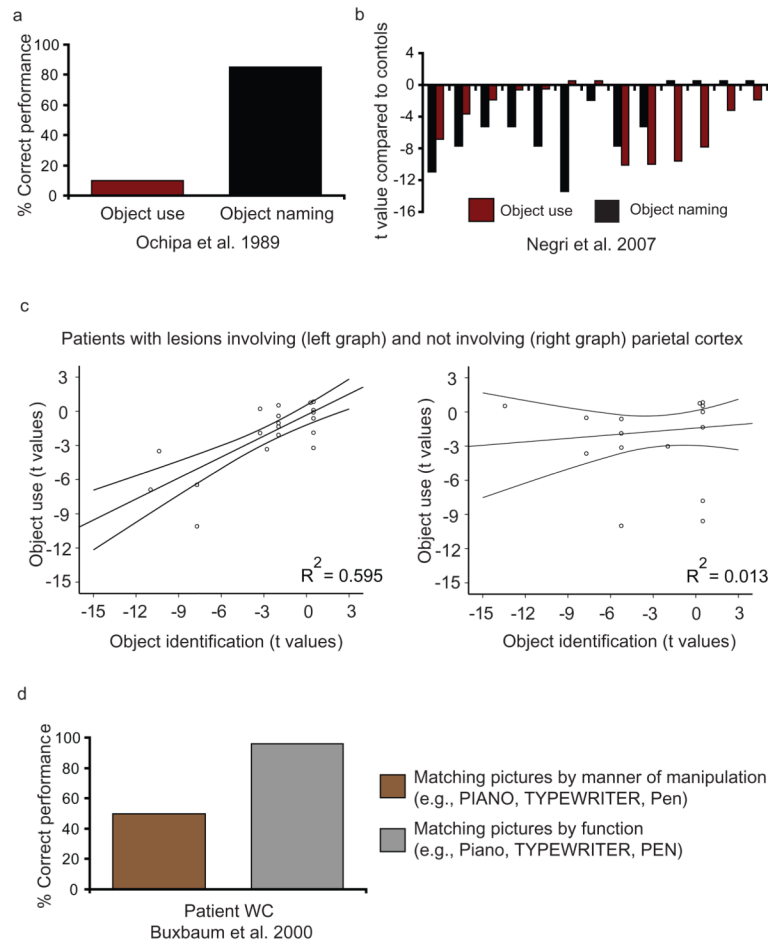 a
% Correct performance
100
80
60
40
20
0
Object use
Object naming
Ochipa et al. 1989
b
t value compared to contols
4
0
-4
-8
-12
-16
Object use
Object naming
Negri et al. 2007
c
Patients with lesions involving (left graph) and not involving (right graph) parietal cortex
Object use (t values )
3
0
-3
-6
-9
-12
-15
R2 = 0.595
-15 -12 -9 -6 -3 0 3
Object identification (t values)
Object use (t values)
3
0
-3
-6
-9
-12
-15
R2 = 0.013
-15 -12 -9 -6 -3 0 3
Object identification (t values)
d
% Correct performance
100
80
60
40
20
0
Patient WC
Buxbaum et al. 2000
Matching pictures by manner of manipulation
(e.g., PIANO, TYPEWRITER, Pen)
Matching pictures by function
(e.g., Piano, TYPEWRITER, PEN)